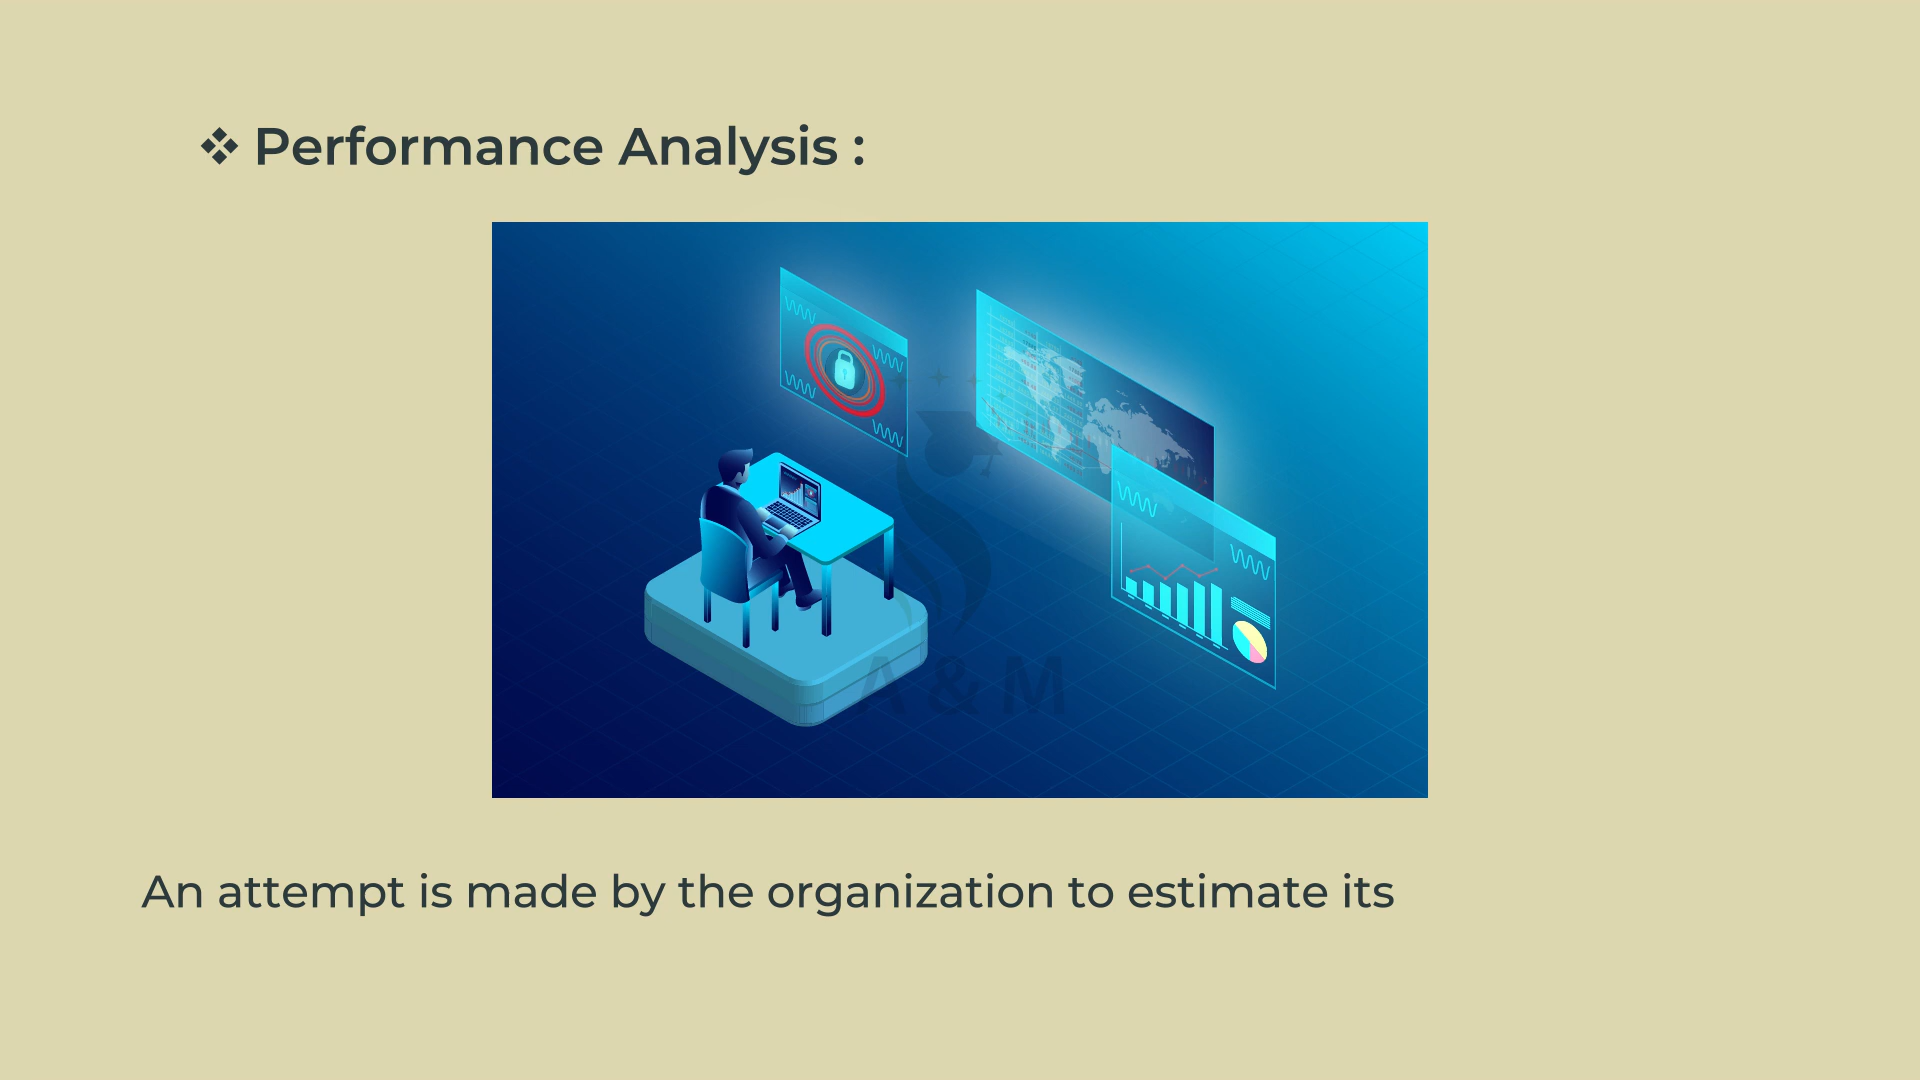 ❖ Performance Analysis :
A & M
An attempt is made by the organization to estimate its